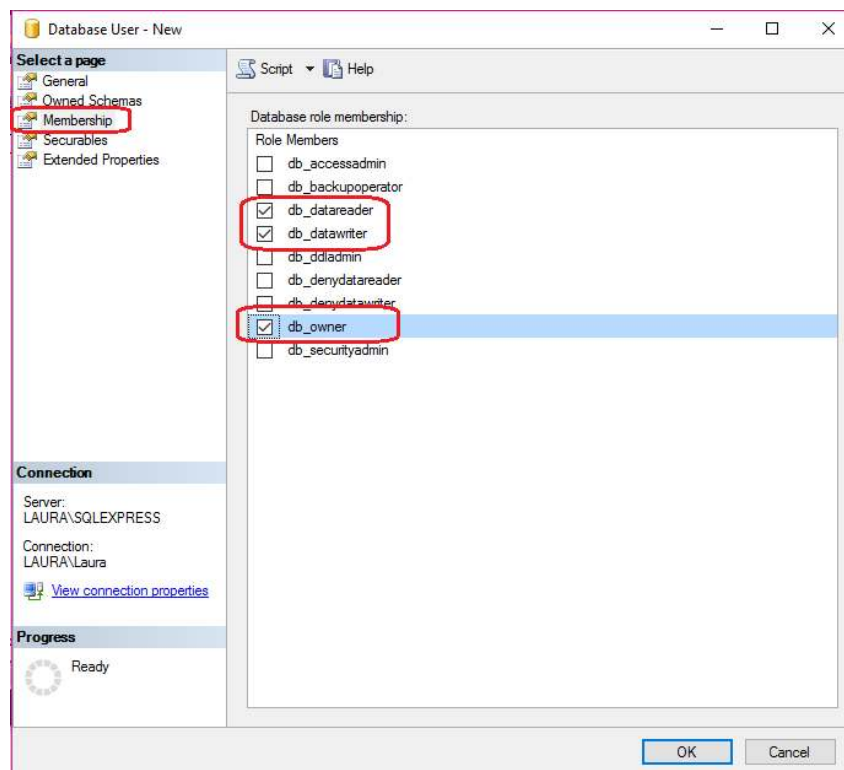 Database User - New
Select a page
General
Owned Schemas
Membership
Securables
Extended Properties
Script
Help
Database role membership:
Role Members
db_accessadmin
db_backupoperator
db_datareader
db_datawriter
db_ddladmin
db_denydatareader
db_denydatawriter
db_owner
db_securityadmin
Connection
Server:
LAURA\SQLEXPRESS
Connection:
LAURA\Laura
View connection properties
Progress
Ready
OK
Cancel